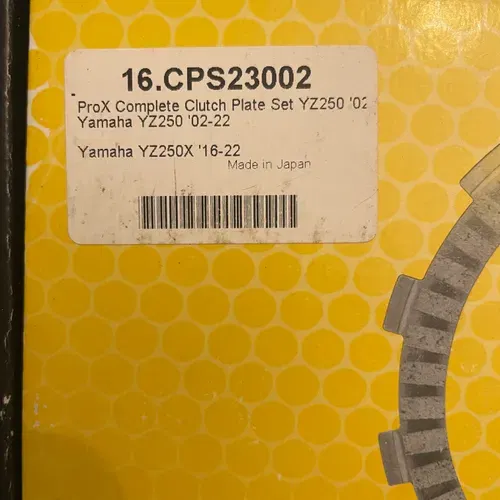 16.CPS23002
ProX Complete Clutch Plate Set YZ250 '02
Yamaha YZ250 '02-22
Yamaha YZ250X '16-22
Made in Japan